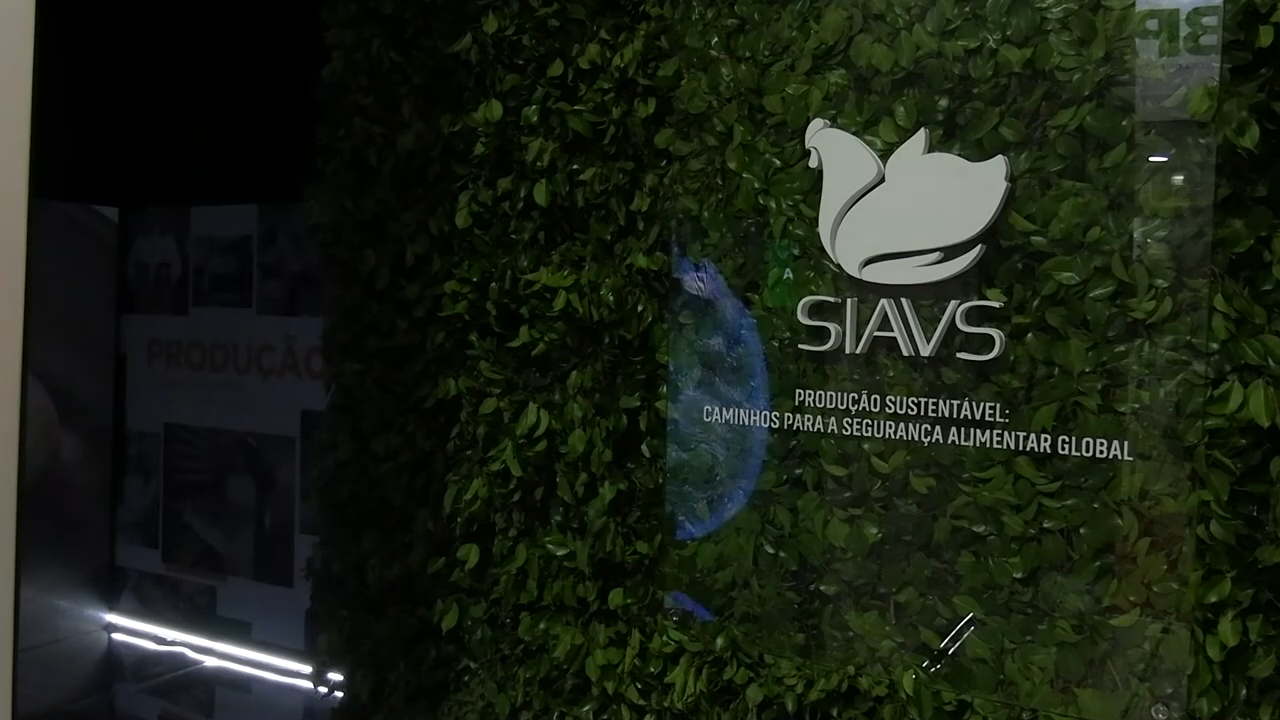 SIAVS
PRODUÇÃO SUSTENTÁVEL:
CAMINHOS PARA A SEGURANÇA ALIMENTAR GLOBAL
PRODUÇÃO
A